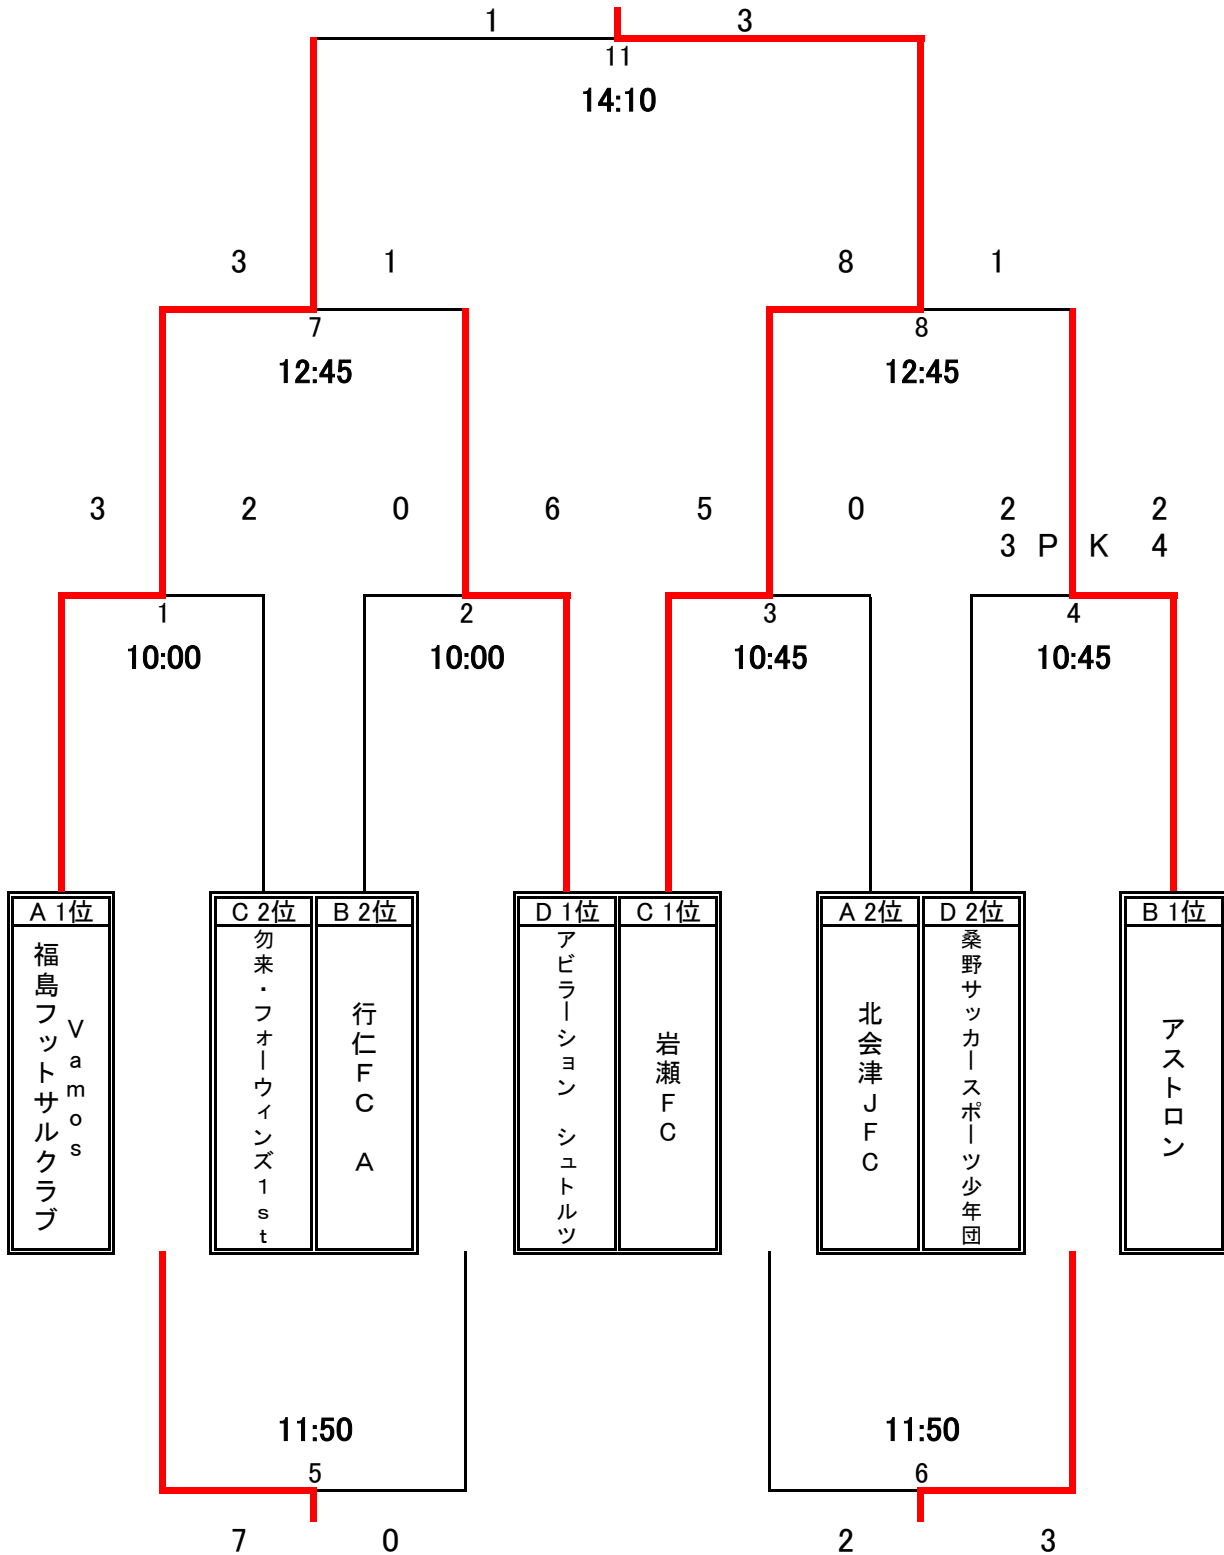 1 3
11
14:10
3 1 8 1
7 8
12:45 12:45
3 2 0 6 5 0 2 2
3 P K 4
1 2 3 4
10:00 10:00 10:45 10:45
A 1位 C 2位 B 2位 D 1位 C 1位 A 2位 D 2位 B 1位
福島フットサルクラブ
Vamos
勿来・フォーウィンズ1st
行仁FC A
アビラーション シュトルツ
岩瀬FC
北会津JFC
桑野サッカースポーツ少年団
アストロン
11:50 11:50
5 6
7 0 2 3